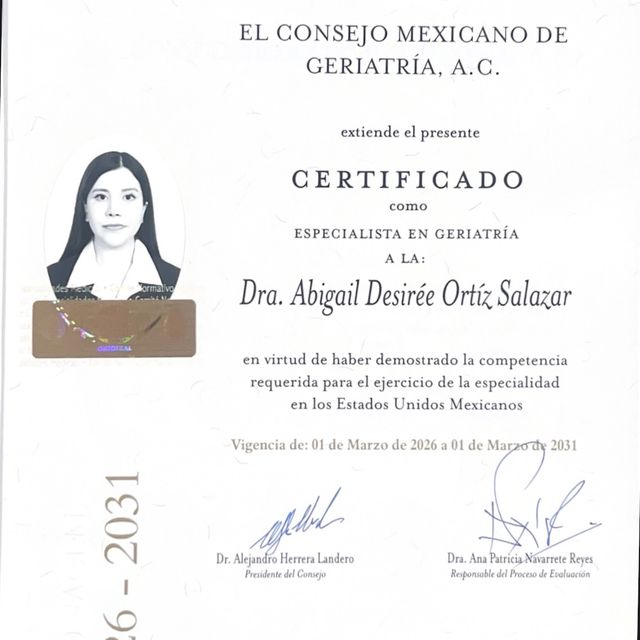 EL CONSEJO MEXICANO DE
GERIATRÍA, A.C.
extiende el presente
CERTIFICADO
como
ESPECIALISTA EN GERIATRÍA
A LA:
Dra. Abigail Desirée Ortíz Salazar
en virtud de haber demostrado la competencia
requerida para el ejercicio de la especialidad
en los Estados Unidos Mexicanos
Vigencia de: 01 de Marzo de 2026 a 01 de Marzo de 2031
Dr. Alejandro Herrera Landero
Presidente del Consejo
Dra. Ana Patricia Navarrete Reyes
Responsable del Proceso de Evaluación
ORIGINAL
26 - 2031